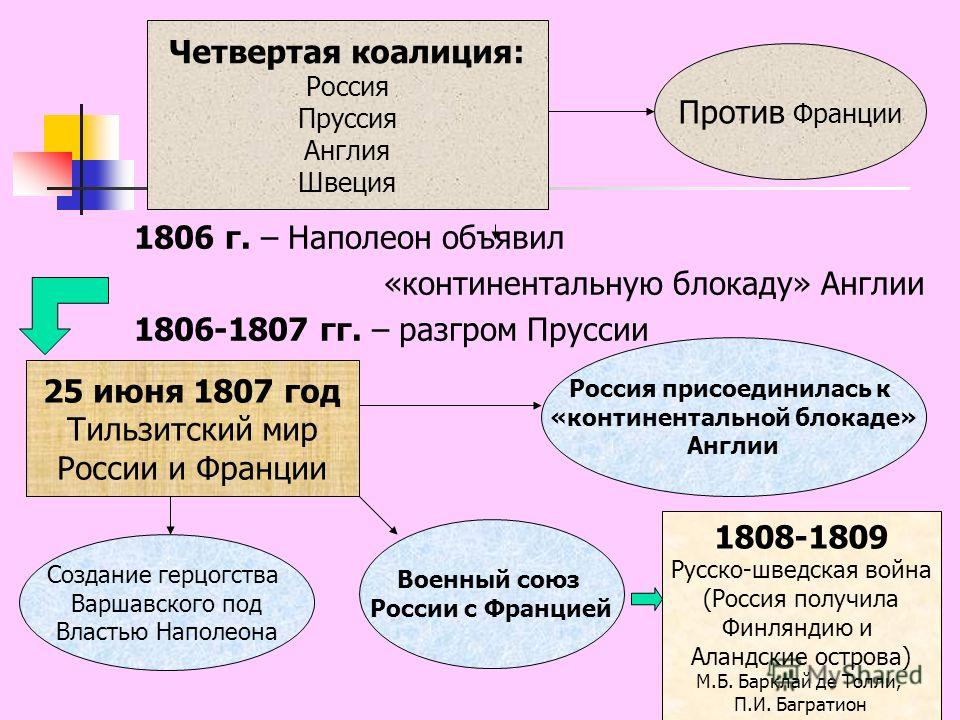 Четвертая коалиция:
Россия
Пруссия
Англия
Швеция
Против Франции
1806 г. – Наполеон объявил
«континентальную блокаду» Англии
1806-1807 гг. – разгром Пруссии
25 июня 1807 год
Тильзитский мир
России и Франции
Россия присоединилась к
«континентальной блокаде»
Англии
Создание герцогства
Варшавского под
Властью Наполеона
Военный союз
России с Францией
1808-1809
Русско-шведская война
(Россия получила
Финляндию и
Аландские острова)
М.Б. Барклай де Толли,
П.И. Багратион
MyShared